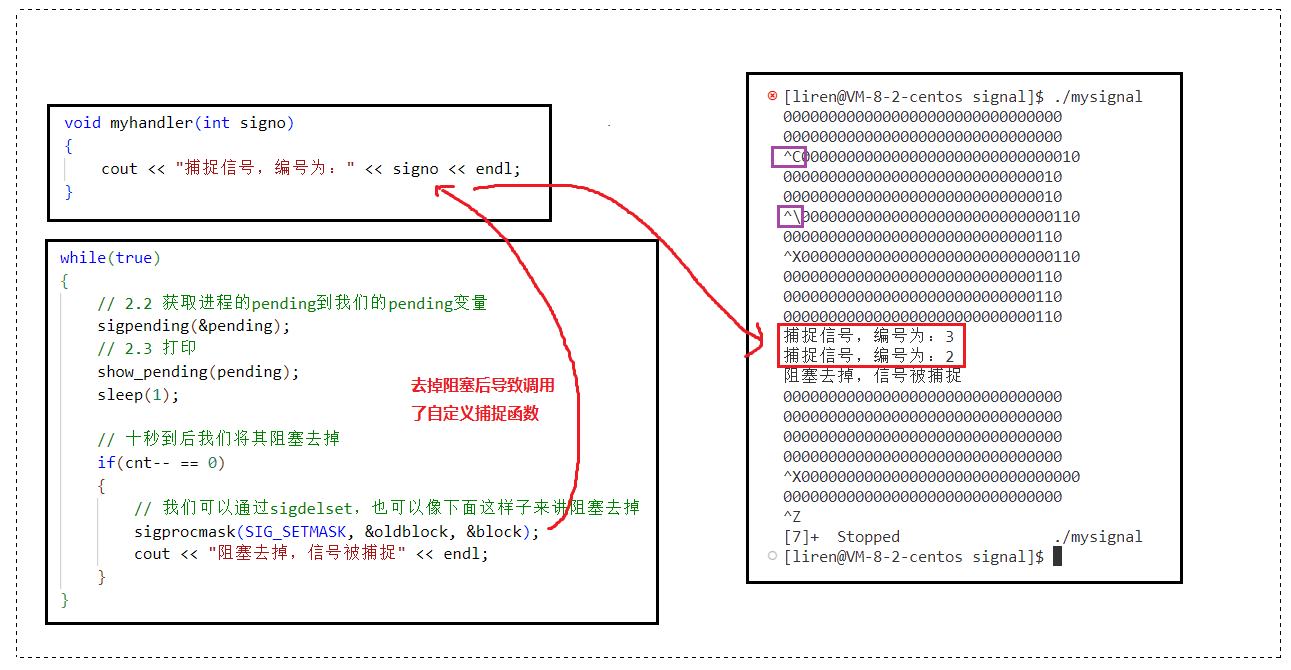 void myhandler(int signo)
{
cout << "捕捉信号，编号为：" << signo << endl;
}
while(true)
{
// 2.2 获取进程的pending到我们的pending变量
sigpending(&pending);
// 2.3 打印
show_pending(pending);
sleep(1);
// 十秒到后我们将其阻塞去掉
if(cnt-- == 0)
{
// 我们可以通过sigdelset，也可以像下面这样子来讲阻塞去掉
sigprocmask(SIG_SETMASK, &oldblock, &block);
cout << "阻塞去掉，信号被捕捉" << endl;
}
}
去掉阻塞后导致调用
了自定义捕捉函数
[liren@VM-8-2-centos signal]$ ./mysignal
0000000000000000000000000000000
0000000000000000000000000000000
^C0000000000000000000000000000010
0000000000000000000000000000010
0000000000000000000000000000010
^\0000000000000000000000000000110
0000000000000000000000000000110
^X0000000000000000000000000000110
0000000000000000000000000000110
0000000000000000000000000000110
0000000000000000000000000000110
捕捉信号，编号为：3
捕捉信号，编号为：2
阻塞去掉，信号被捕捉
0000000000000000000000000000000
0000000000000000000000000000000
0000000000000000000000000000000
0000000000000000000000000000000
^X0000000000000000000000000000000
0000000000000000000000000000000
^Z
[7]+  Stopped                 ./mysignal
[liren@VM-8-2-centos signal]$